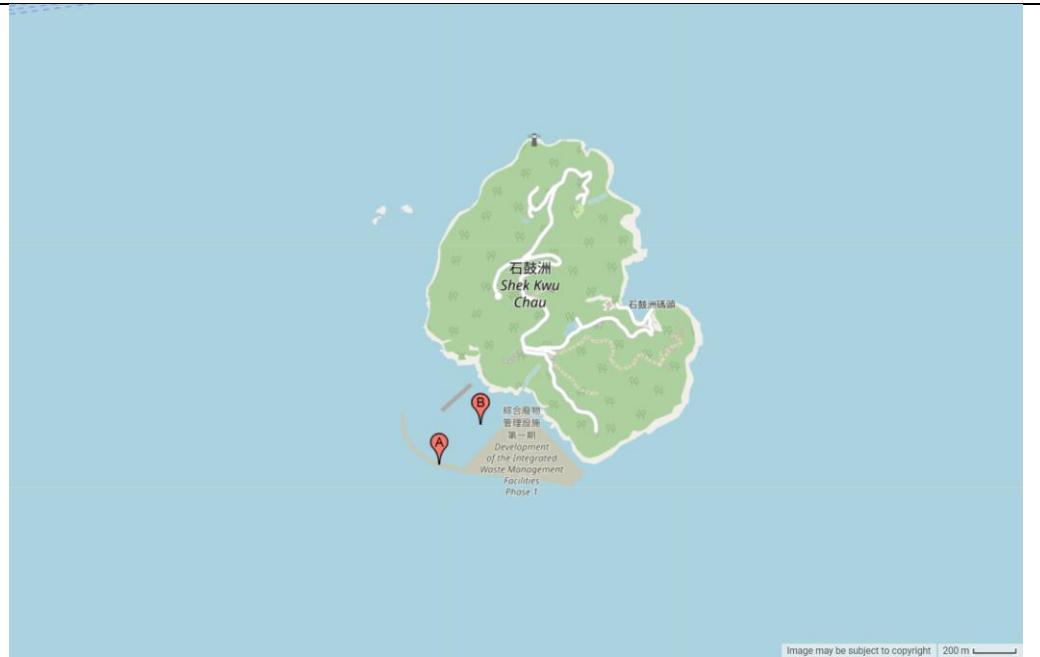 石鼓洲
Shek Kwu
Chau
石鼓洲碼頭
B
A
綜合廢物
管理設施
第一期
Development
of the Integrated
Waste Management
Facilities
Phase 1
Image may be subject to copyright
200 m